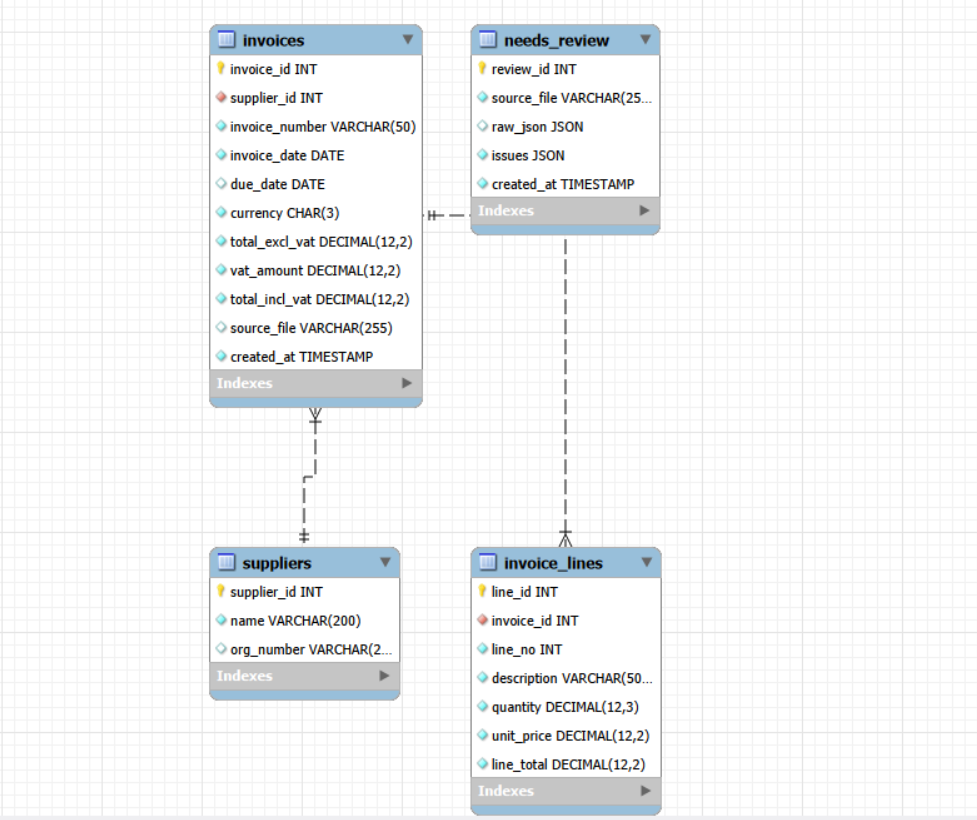 invoices
invoice_id INT
supplier_id INT
invoice_number VARCHAR(50)
invoice_date DATE
due_date DATE
currency CHAR(3)
total_excl_vat DECIMAL(12,2)
vat_amount DECIMAL(12,2)
total_incl_vat DECIMAL(12,2)
source_file VARCHAR(255)
created_at TIMESTAMP
Indexes
needs_review
review_id INT
source_file VARCHAR(25...
raw_json JSON
issues JSON
created_at TIMESTAMP
Indexes
suppliers
supplier_id INT
name VARCHAR(200)
org_number VARCHAR(2...
Indexes
invoice_lines
line_id INT
invoice_id INT
line_no INT
description VARCHAR(50...
quantity DECIMAL(12,3)
unit_price DECIMAL(12,2)
line_total DECIMAL(12,2)
Indexes